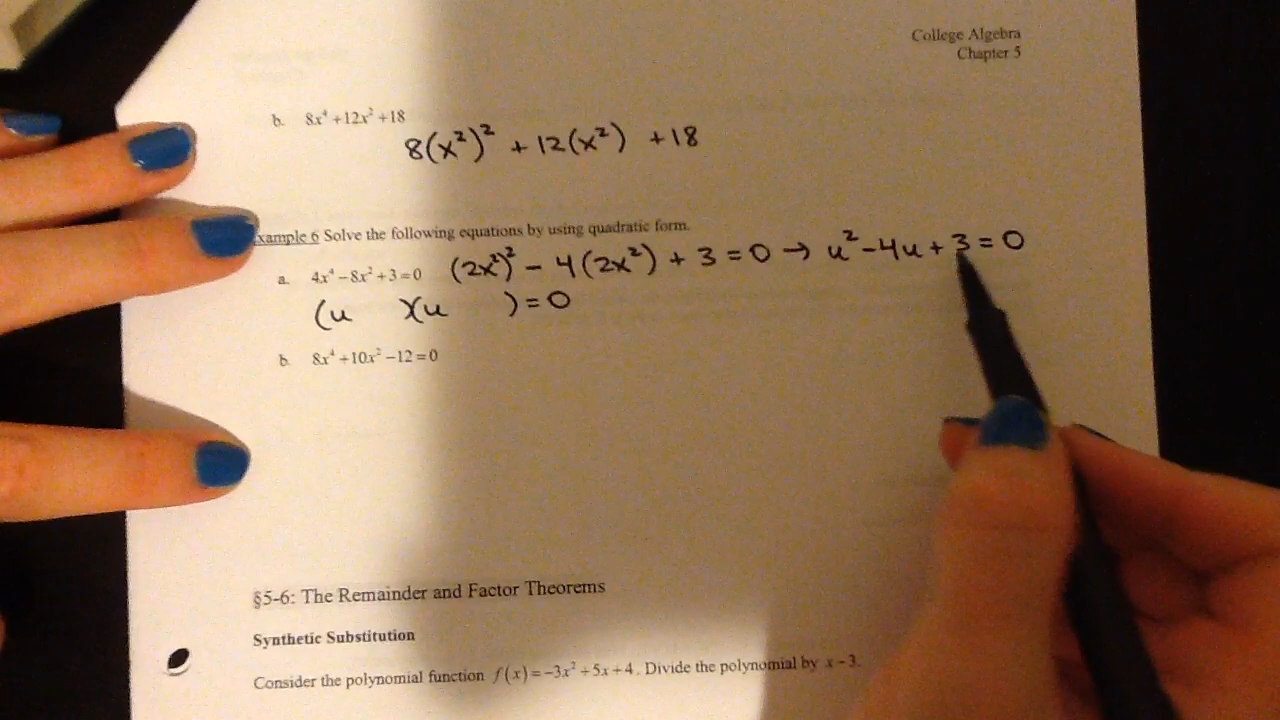 College Algebra
Chapter 5
b. 8x⁴ +12x² +18
8(x²)² + 12(x²) + 18
xample 6 Solve the following equations by using quadratic form.
a. 4x⁴ −8x² +3=0 (2x²)² − 4(2x²) + 3 = 0 → u² − 4u + 3 = 0
(u )(u ) = 0
b. 8x⁴ +10x² −12=0
§5-6: The Remainder and Factor Theorems
Synthetic Substitution
Consider the polynomial function f(x)=−3x² +5x+4. Divide the polynomial by x−3.